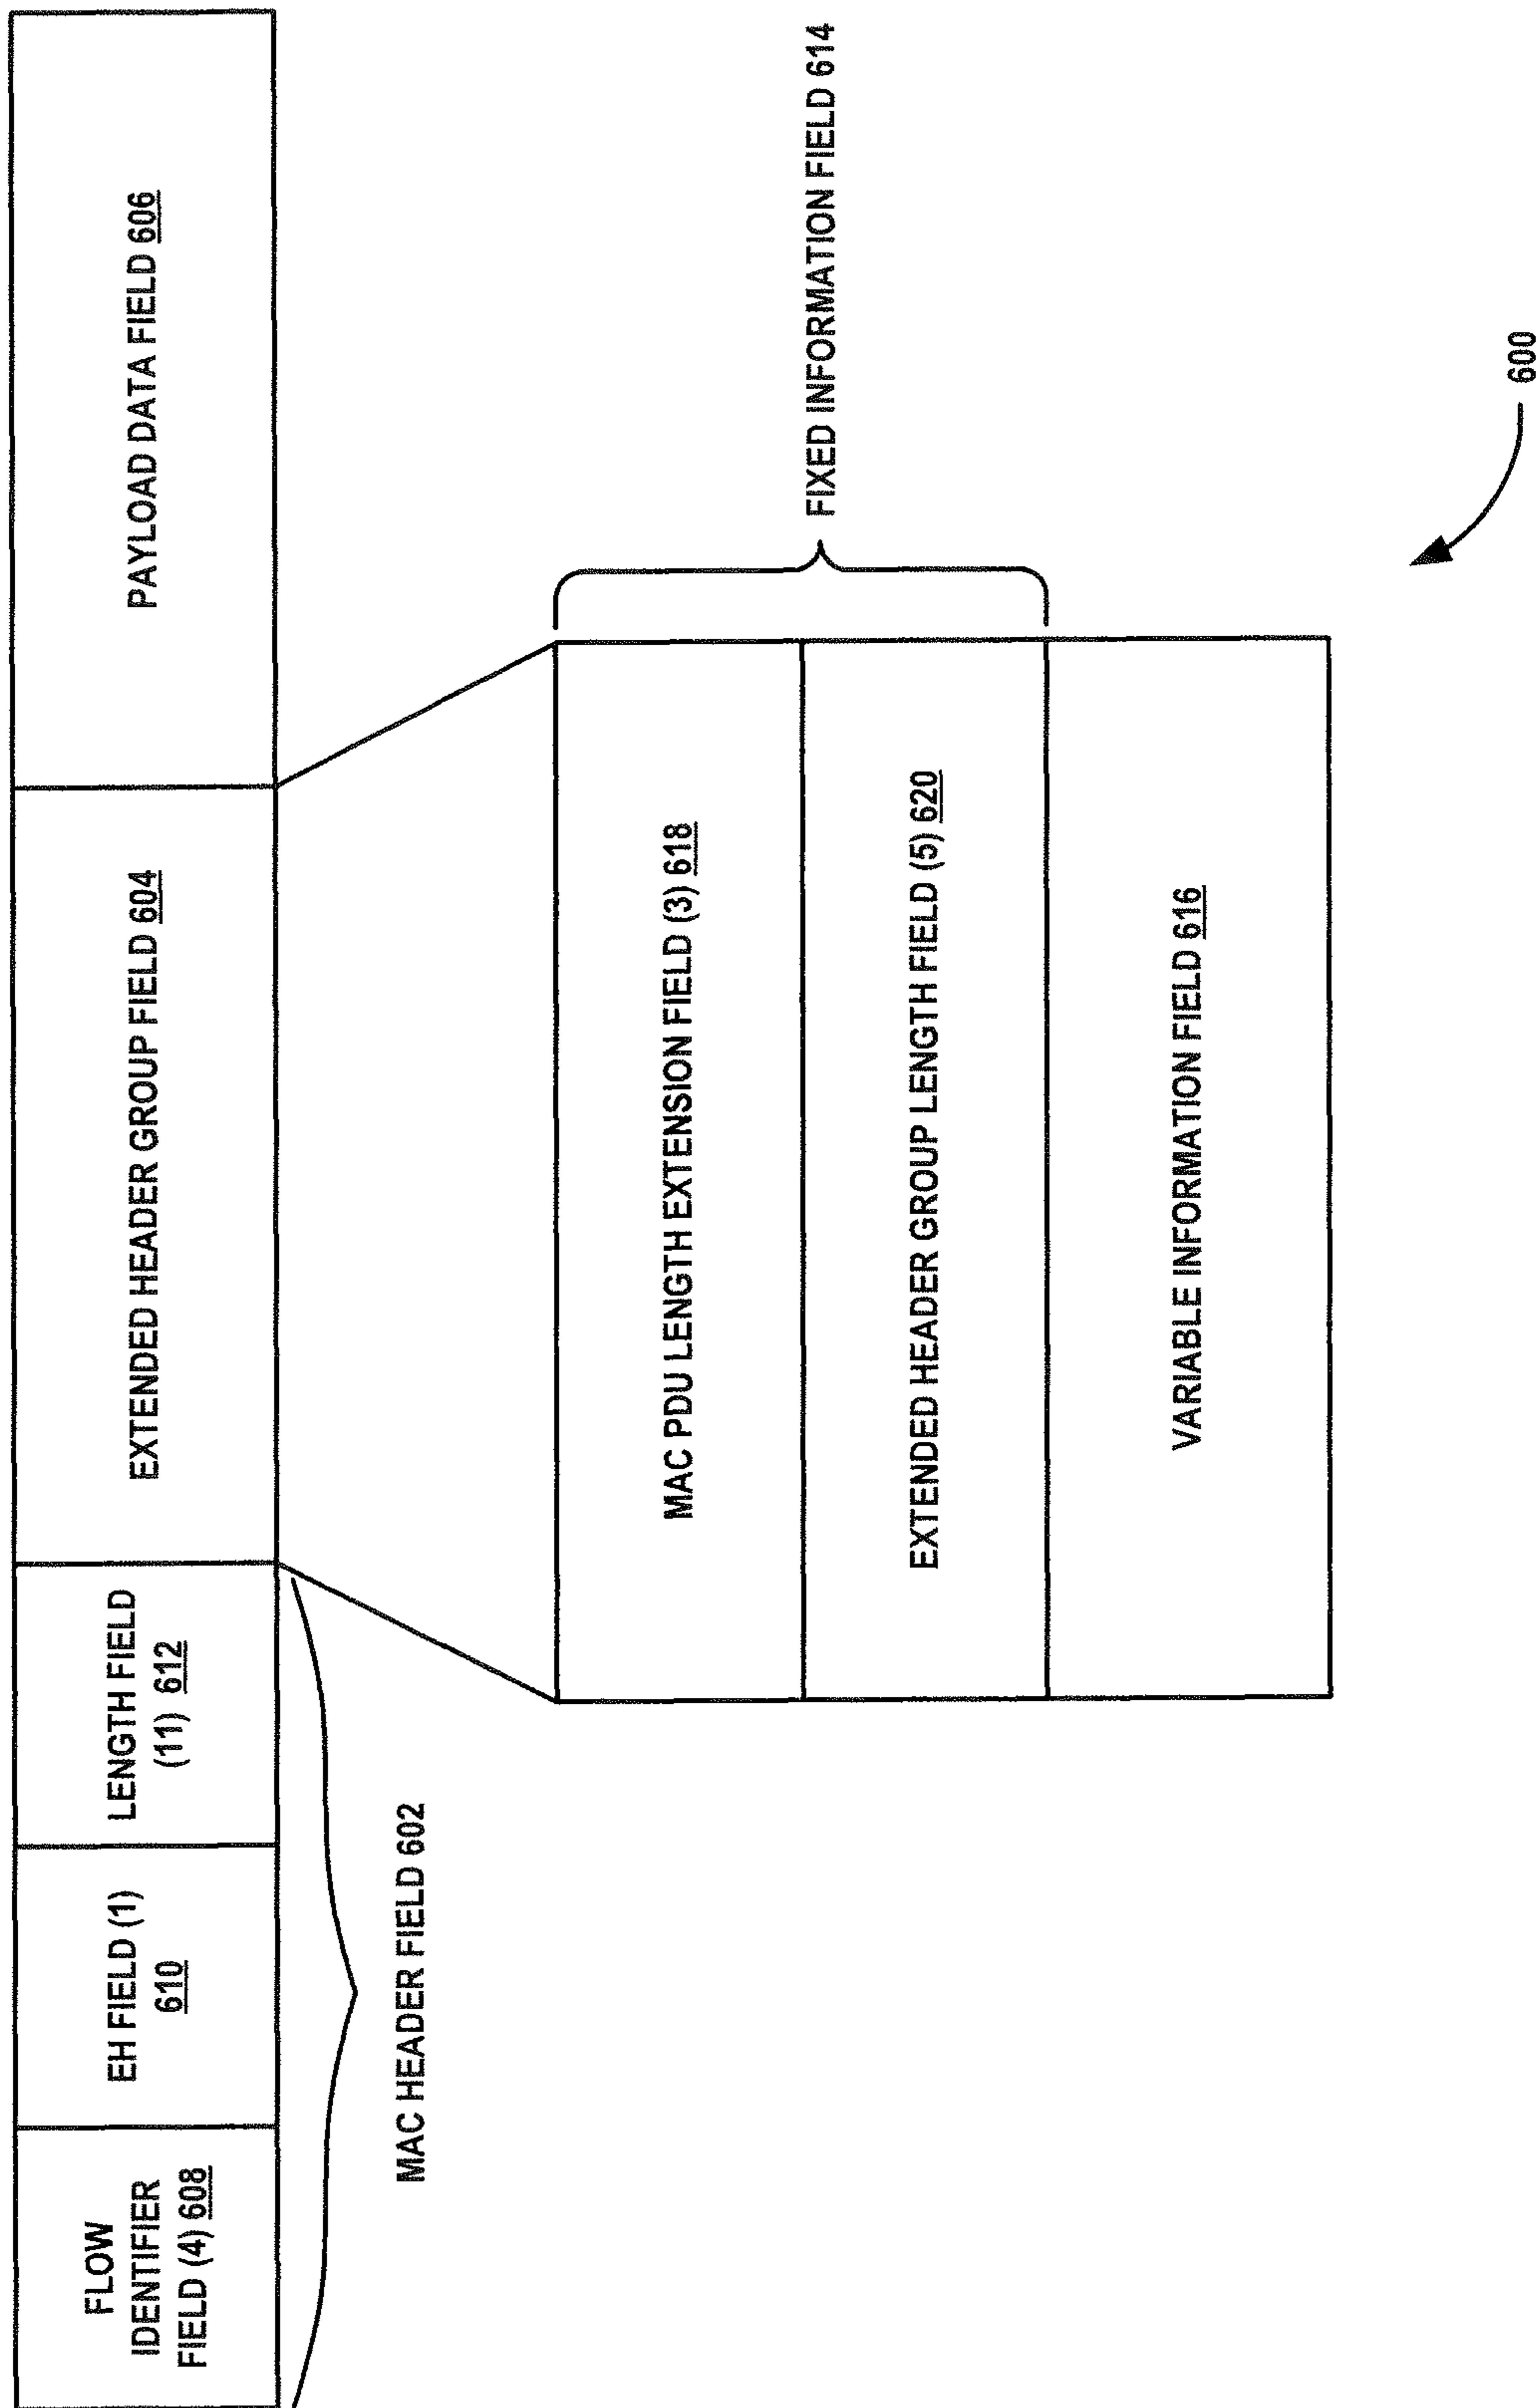 FLOW
IDENTIFIER
FIELD (4) 608
EH FIELD (1)
610
LENGTH FIELD
(11) 612
EXTENDED HEADER GROUP FIELD 604
PAYLOAD DATA FIELD 606
MAC HEADER FIELD 602
MAC PDU LENGTH EXTENSION FIELD (3) 618
EXTENDED HEADER GROUP LENGTH FIELD (5) 620
VARIABLE INFORMATION FIELD 616
FIXED INFORMATION FIELD 614
600